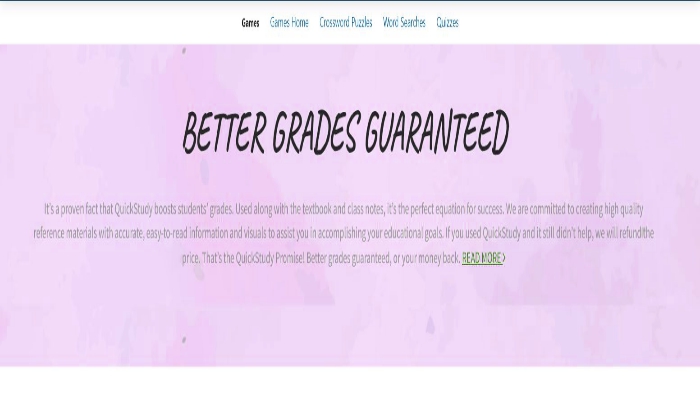 Games Games Home Crossword Puzzles Word Searches Quizzes
BETTER GRADES GUARANTEED
It's a proven fact that QuickStudy boosts students' grades. Used along with the textbook and class notes, it's the perfect equation for success. We are committed to creating high quality
reference materials with accurate, easy-to-read information and visuals to assist you in accomplishing your educational goals. If you used QuickStudy and it still didn't help, we will refundthe
price. That's the QuickStudy Promise! Better grades guaranteed, or your money back. READ MORE>